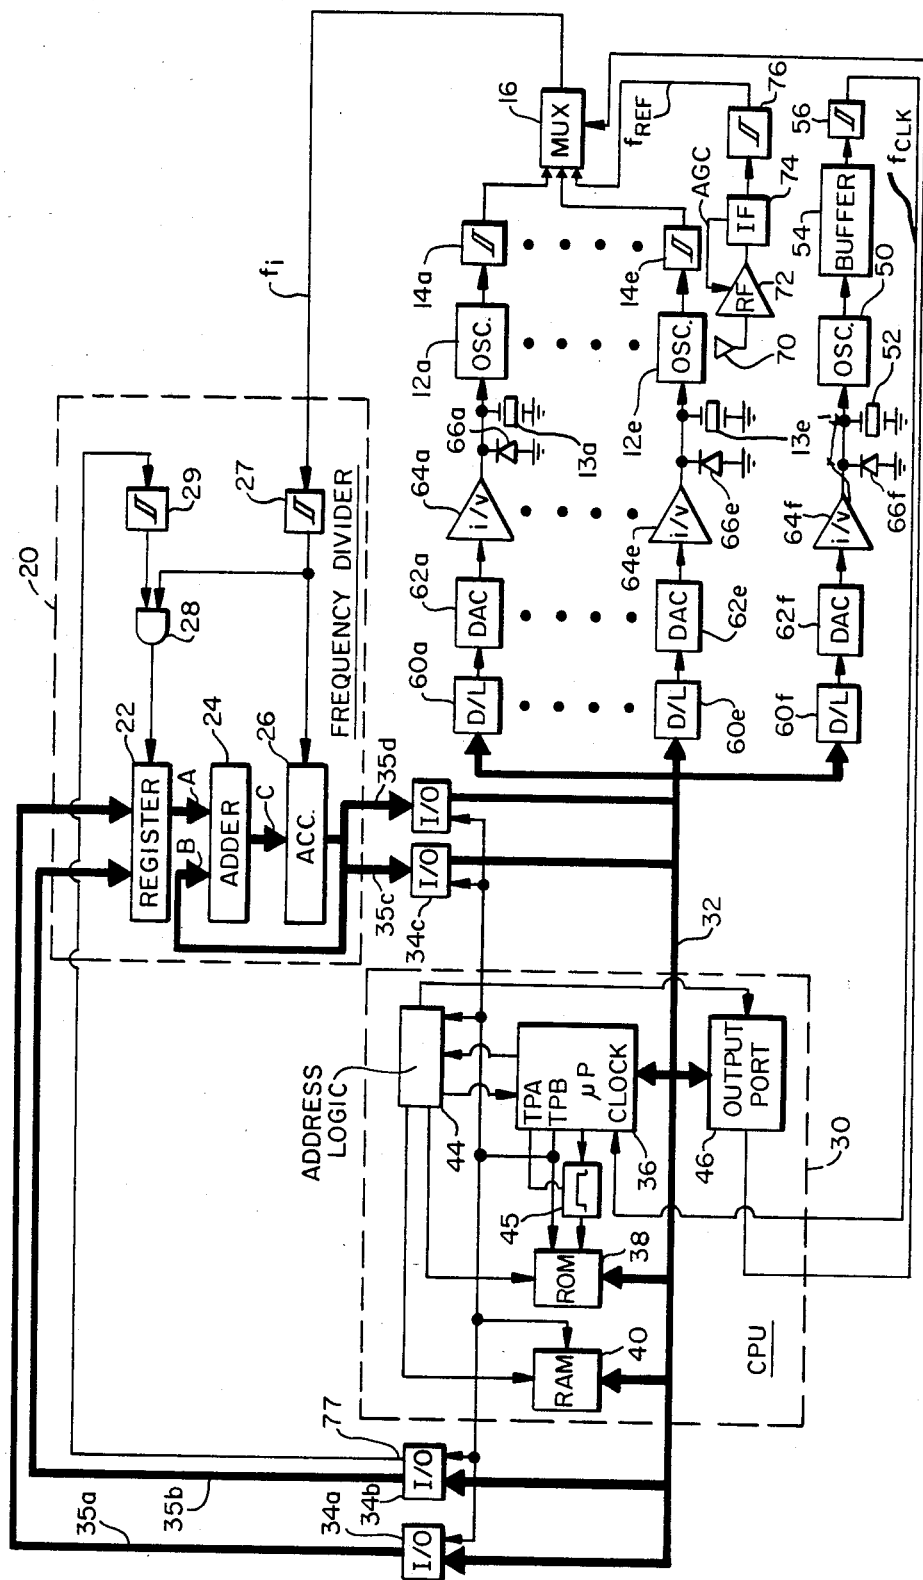 35a
35b
77
34a
I/O
34b
I/O
20
29
28
27
22
REGISTER
A
B
24
ADDER
C
26
ACC.
FREQUENCY DIVIDER
fi
35c
35d
34c
I/O
I/O
ADDRESS
LOGIC
44
TPA
TPB
μP
CLOCK
36
45
ROM
38
RAM
40
CPU
46
OUTPUT
PORT
30
32
16
MUX
60a
D/L
62a
DAC
64a
i/v
66a
13a
12a
OSC.
14a
60e
D/L
62e
DAC
64e
i/v
66e
13e
12e
OSC.
14e
70
RF
72
AGC
IF
74
76
fREF
60f
D/L
62f
DAC
64f
i/v
66f
52
OSC.
50
54
BUFFER
56
fCLK